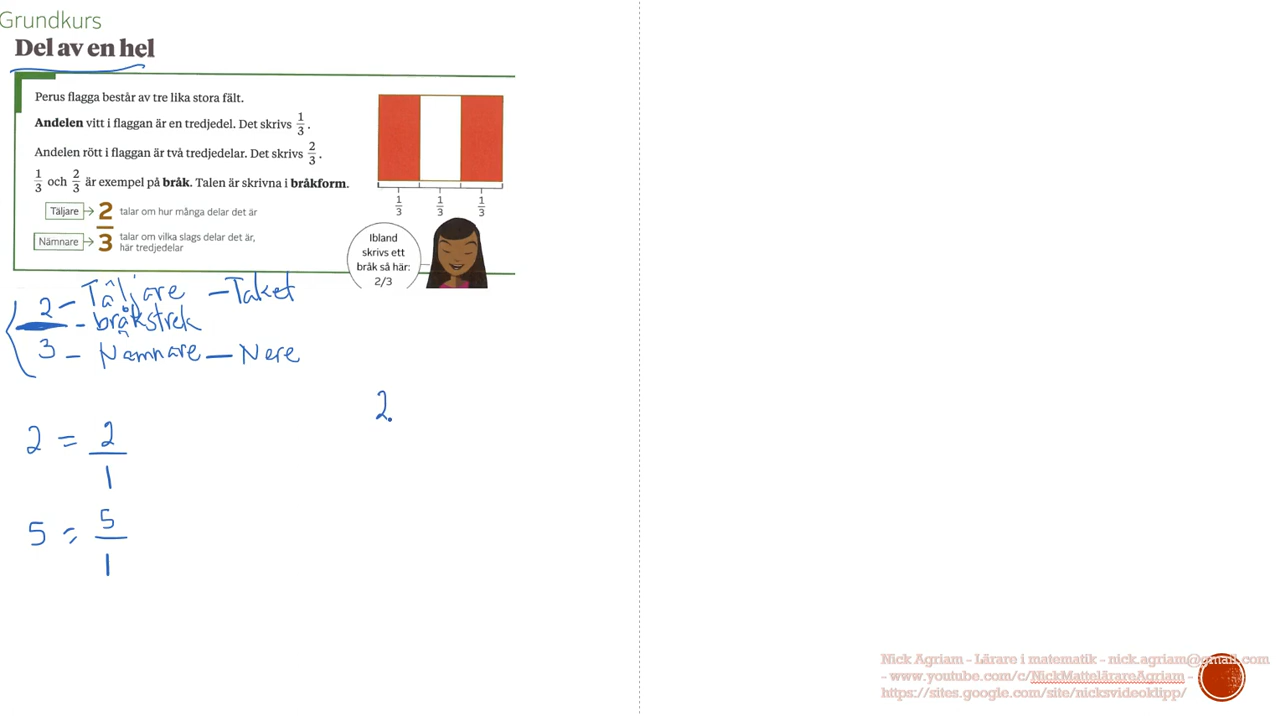 Grundkurs
Del av en hel
Perus flagga består av tre lika stora fält.
Andelen vitt i flaggan är en tredjedel. Det skrivs 1/3.
Andelen rött i flaggan är två tredjedelar. Det skrivs 2/3.
1/3 och 2/3 är exempel på bråk. Talen är skrivna i bråkform.
Täljare → 2 talar om hur många delar det är
Nämnare → 3 talar om vilka slags delar det är,
här tredjedelar
1/3 1/3 1/3
Ibland
skrivs ett
bråk så här:
2/3
2 – Täljare – Taket
– bråkstrek
3 – Nämnare – Nere
2.
2 = 2/1
5 = 5/1
Nick Agriam - Lärare i matematik - nick.agriam@gmail.com
- www.youtube.com/c/NickMattelärareAgriam -
https://sites.google.com/site/nicksvideoklipp/